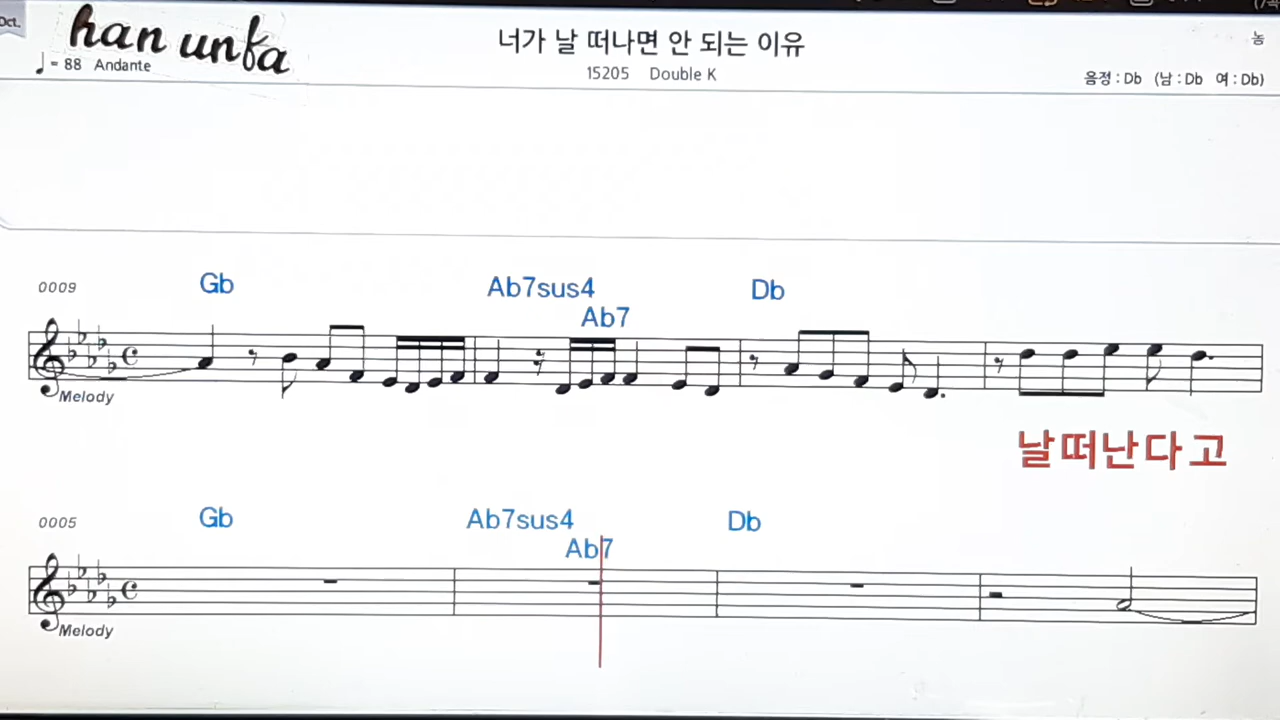 Oct.
han unfa
♩ = 88 Andante
너가 날 떠나면 안 되는 이유
15205 Double K
농
음정 : Db (남 : Db 여 : Db)
0009
Gb
Ab7sus4
Ab7
Db
Melody
날떠난다고
0005
Gb
Ab7sus4
Ab7
Db
Melody